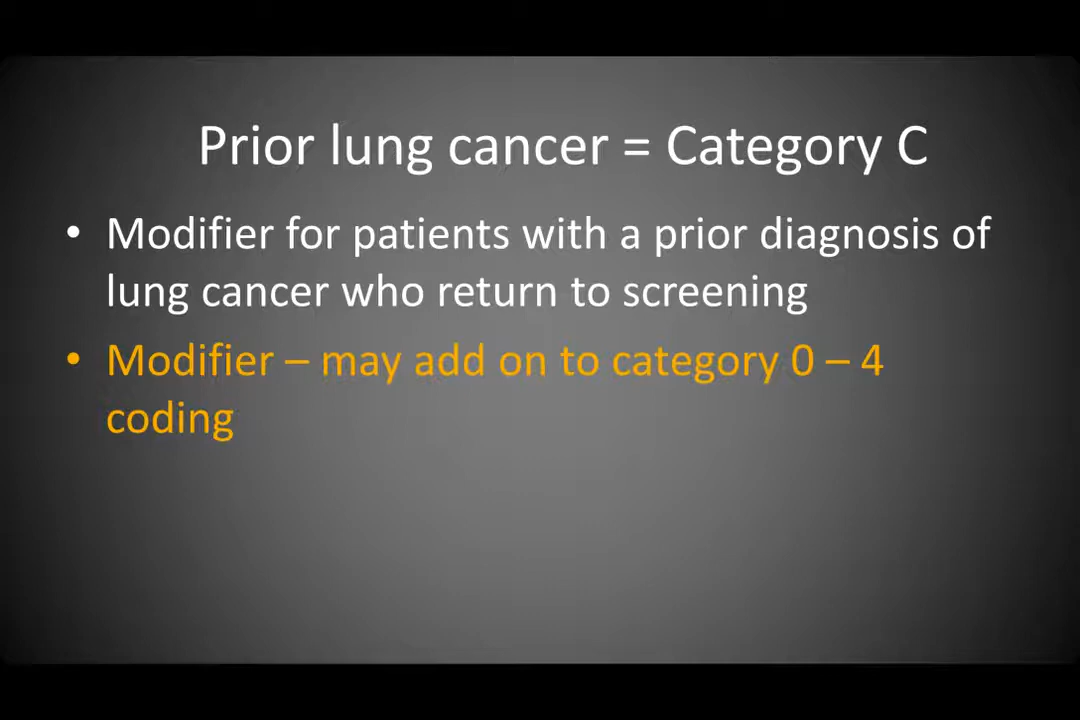 Prior lung cancer = Category C
• Modifier for patients with a prior diagnosis of
lung cancer who return to screening
• Modifier – may add on to category 0 – 4
coding